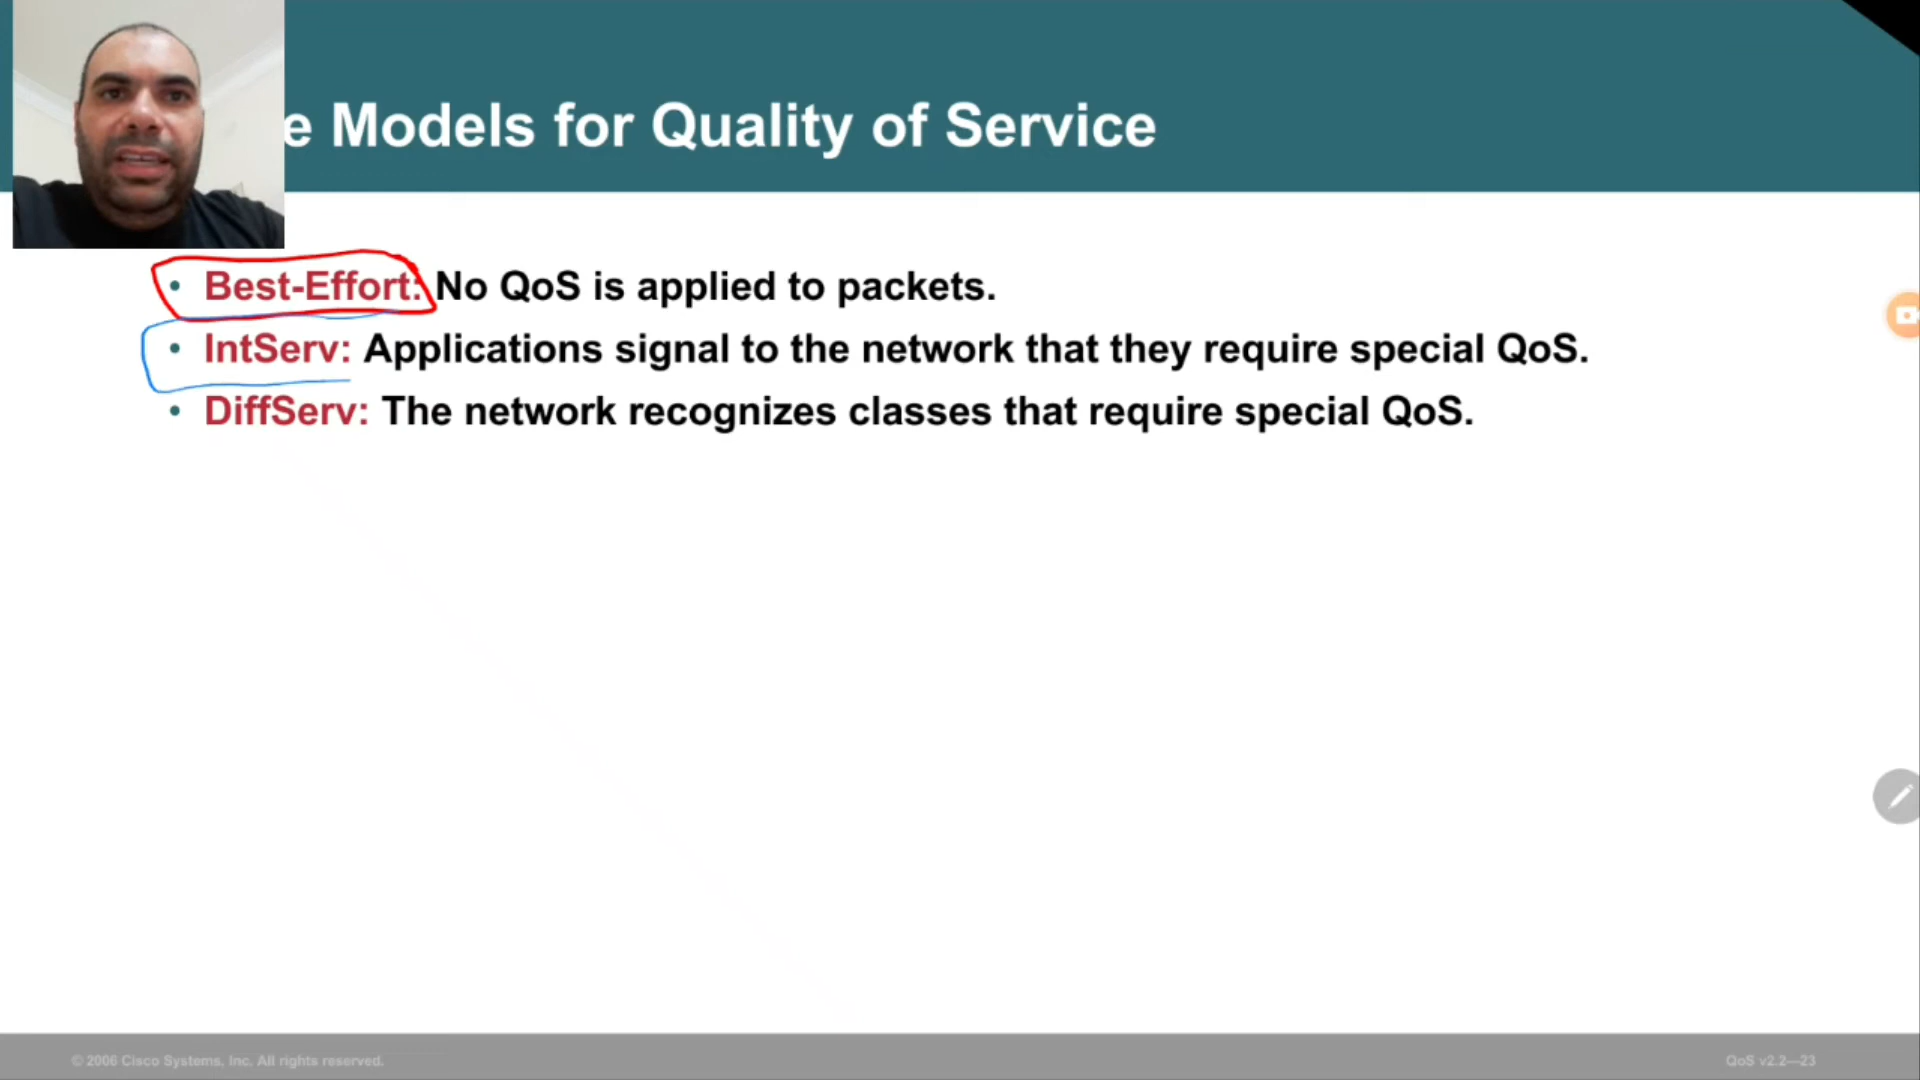 e Models for Quality of Service
• Best-Effort: No QoS is applied to packets.
• IntServ: Applications signal to the network that they require special QoS.
• DiffServ: The network recognizes classes that require special QoS.
© 2006 Cisco Systems, Inc. All rights reserved.
QoS v2.2—23